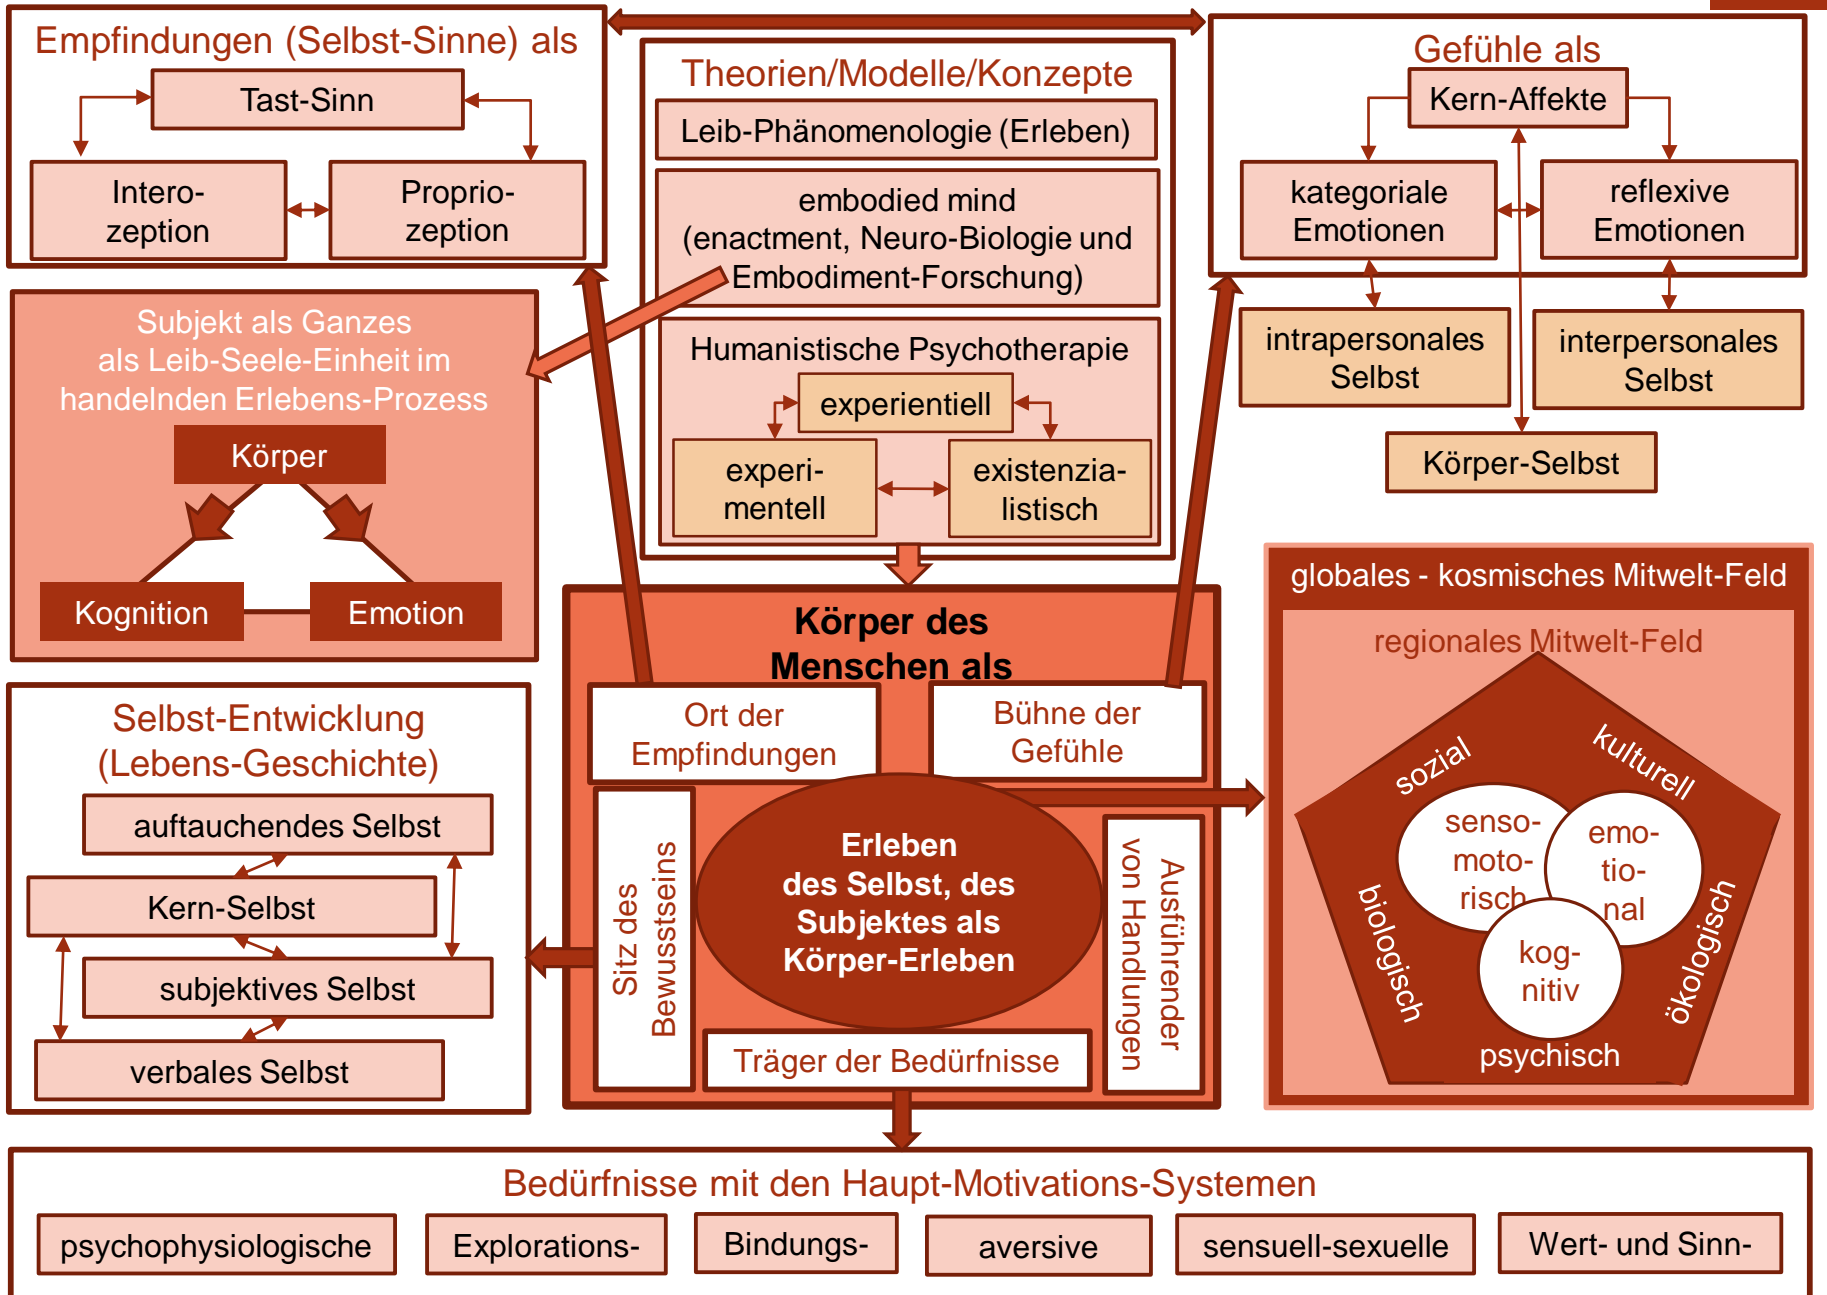 Empfindungen (Selbst-Sinne) als
Tast-Sinn
Intero-
zeption
Proprio-
zeption
Theorien/Modelle/Konzepte
Leib-Phänomenologie (Erleben)
embodied mind
(enactment, Neuro-Biologie und
Embodiment-Forschung)
Humanistische Psychotherapie
experientiell
experi-
mentell
existenzia-
listisch
Gefühle als
Kern-Affekte
kategoriale
Emotionen
reflexive
Emotionen
intrapersonales
Selbst
interpersonales
Selbst
Körper-Selbst
Subjekt als Ganzes
als Leib-Seele-Einheit im
handelnden Erlebens-Prozess
Körper
Kognition
Emotion
Körper des
Menschen als
Ort der
Empfindungen
Bühne der
Gefühle
Sitz des
Bewusstseins
Erleben
des Selbst, des
Subjektes als
Körper-Erleben
Ausführender
von Handlungen
Träger der Bedürfnisse
globales - kosmisches Mitwelt-Feld
regionales Mitwelt-Feld
sozial
kulturell
biologisch
ökologisch
psychisch
senso-
moto-
risch
emo-
tio-
nal
kog-
nitiv
Selbst-Entwicklung
(Lebens-Geschichte)
auftauchendes Selbst
Kern-Selbst
subjektives Selbst
verbales Selbst
Bedürfnisse mit den Haupt-Motivations-Systemen
psychophysiologische
Explorations-
Bindungs-
aversive
sensuell-sexuelle
Wert- und Sinn-